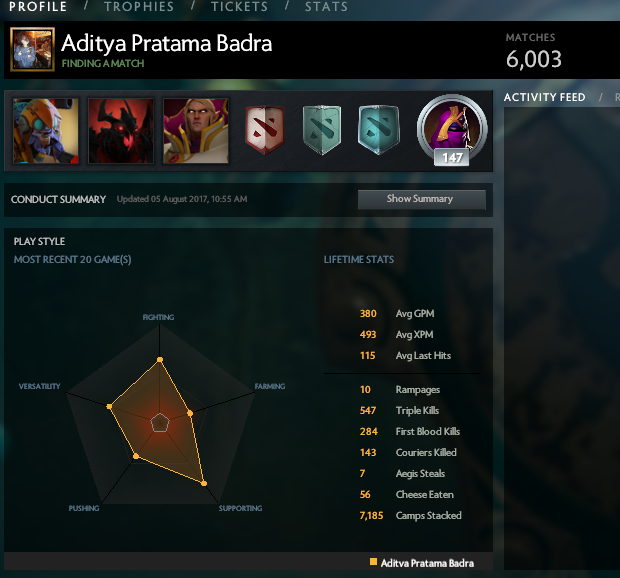 PROFILE / TROPHIES / TICKETS / STATS
Aditya Pratama Badra
FINDING A MATCH
MATCHES
6,003
147
ACTIVITY FEED / R
CONDUCT SUMMARY Updated 05 August 2017, 10:55 AM Show Summary
PLAY STYLE
MOST RECENT 20 GAME(S)
FIGHTING
VERSATILITY
FARMING
PUSHING
SUPPORTING
LIFETIME STATS
380 Avg GPM
493 Avg XPM
115 Avg Last Hits
10 Rampages
547 Triple Kills
284 First Blood Kills
143 Couriers Killed
7 Aegis Steals
56 Cheese Eaten
7,185 Camps Stacked
Aditya Pratama Badra